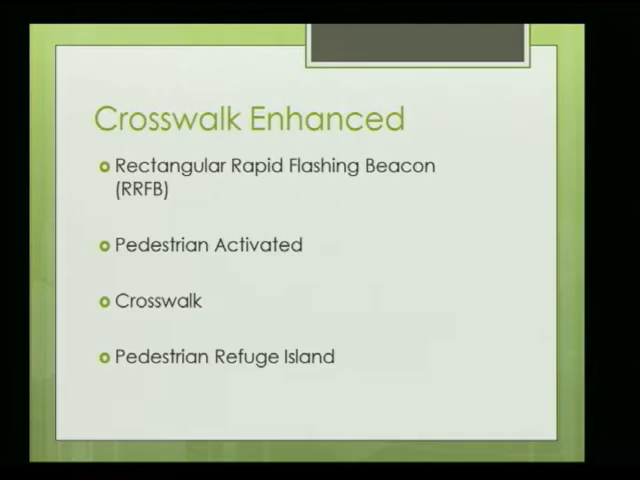 Crosswalk Enhanced
Rectangular Rapid Flashing Beacon
(RRFB)
Pedestrian Activated
Crosswalk
Pedestrian Refuge Island